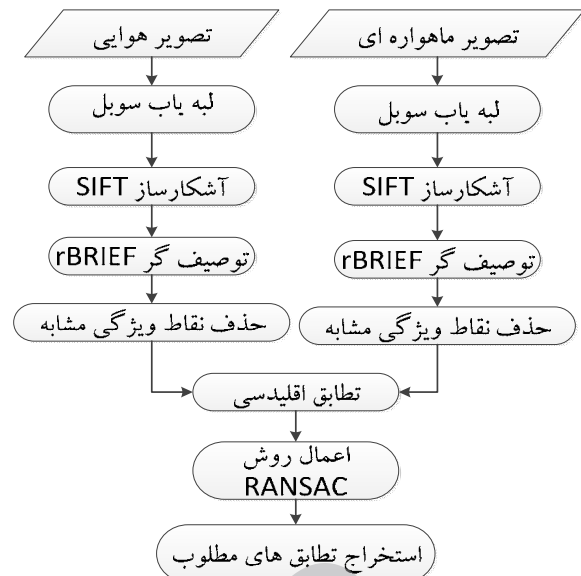 تصویر ماهواره ای
لبه یاب سوبل
آشکارساز SIFT
توصیف گر rBRIEF
حذف نقاط ویژگی مشابه
تصویر هوایی
لبه یاب سوبل
آشکارساز SIFT
توصیف گر rBRIEF
حذف نقاط ویژگی مشابه
تطابق اقلیدسی
اعمال روش
RANSAC
استخراج تطابق های مطلوب